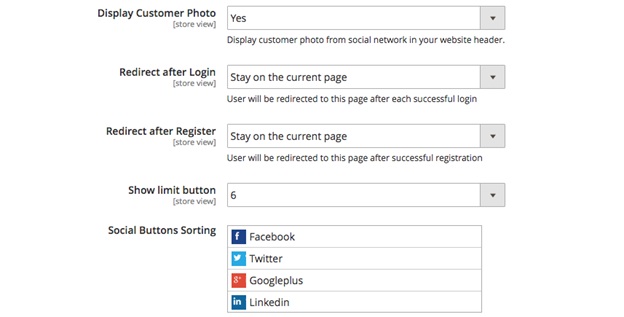 Display Customer Photo
[store view]
Yes
Display customer photo from social network in your website header.
Redirect after Login
[store view]
Stay on the current page
User will be redirected to this page after each successful login
Redirect after Register
[store view]
Stay on the current page
User will be redirected to this page after successful registration
Show limit button
[store view]
6
Social Buttons Sorting
f Facebook
Twitter
g+ Googleplus
in Linkedin